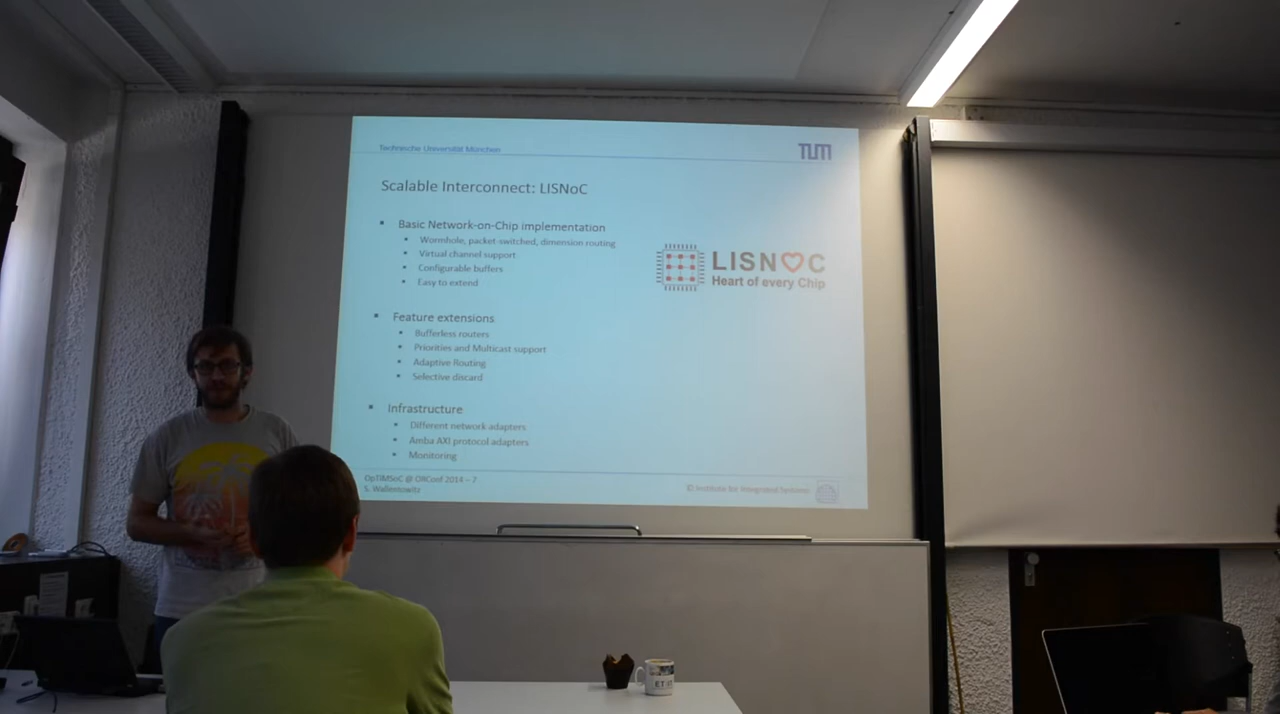 Technische Universität München
TUM
Scalable Interconnect: LISNoC
Basic Network-on-Chip implementation
Wormhole, packet-switched, dimension routing
Virtual channel support
Configurable buffers
Easy to extend
LISNOC
Heart of every Chip
Feature extensions
Bufferless routers
Priorities and Multicast support
Adaptive Routing
Selective discard
Infrastructure
Different network adapters
Amba AXI protocol adapters
Monitoring
OpTiMSoC @ ORConf 2014 – 7
S. Wallentowitz
© Institute for Integrated Systems